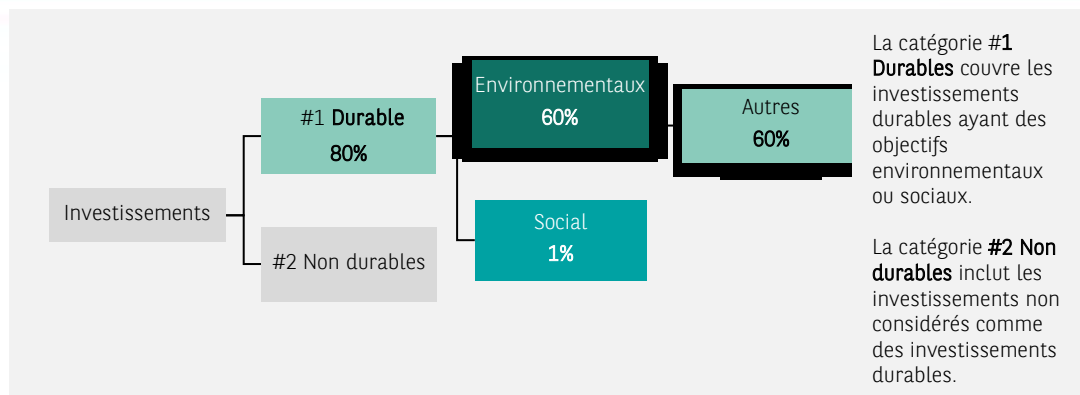 Investissements
#1 Durable
80%
#2 Non durables
Environnementaux
60%
Social
1%
Autres
60%
La catégorie #1
Durables couvre les
investissements
durables ayant des
objectifs
environnementaux
ou sociaux.
La catégorie #2 Non
durables inclut les
investissements non
considérés comme
des investissements
durables.